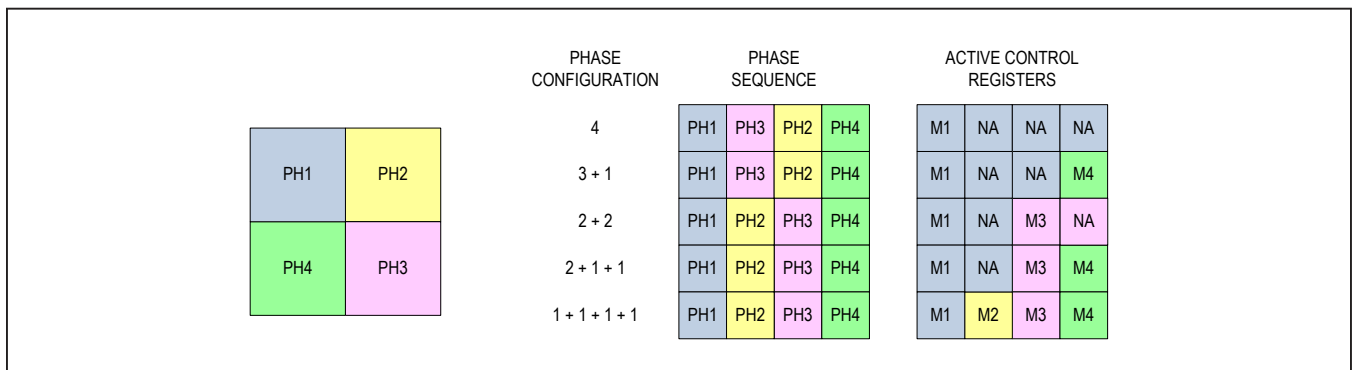 PHASE CONFIGURATION
PHASE SEQUENCE
ACTIVE CONTROL REGISTERS
PH1 PH2
PH4 PH3
4 PH1 PH3 PH2 PH4 M1 NA NA NA
3 + 1 PH1 PH3 PH2 PH4 M1 NA NA M4
2 + 2 PH1 PH2 PH3 PH4 M1 NA M3 NA
2 + 1 + 1 PH1 PH2 PH3 PH4 M1 NA M3 M4
1 + 1 + 1 + 1 PH1 PH2 PH3 PH4 M1 M2 M3 M4